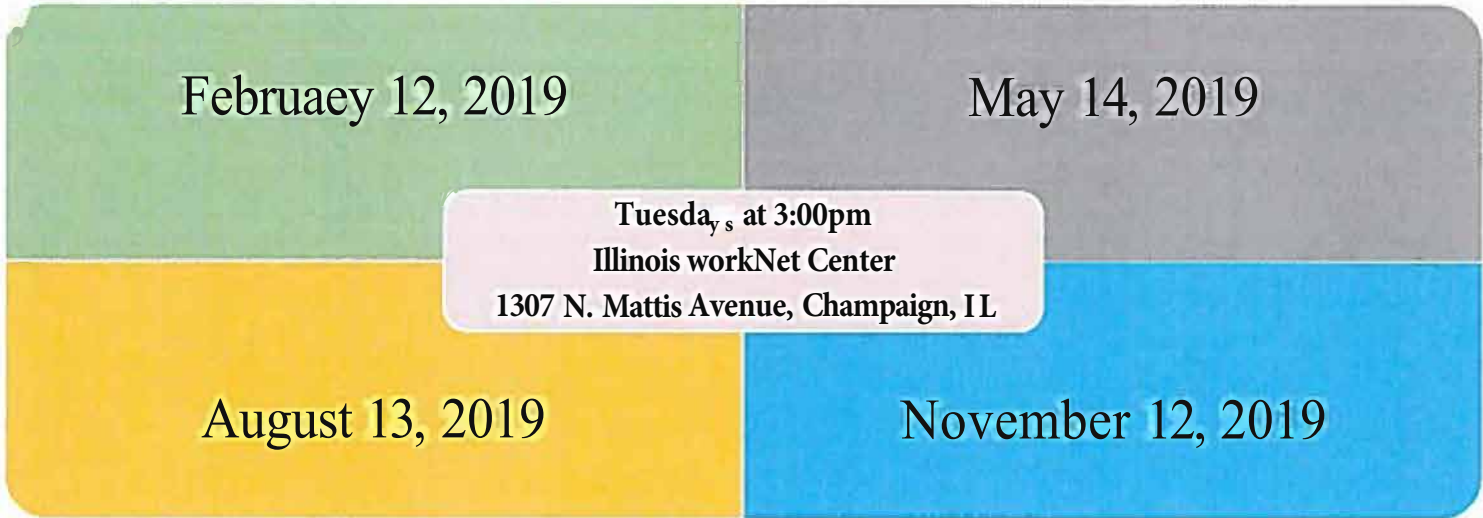 Februaey 12, 2019
May 14, 2019
Tuesdays at 3:00pm
Illinois workNet Center
1307 N. Mattis Avenue, Champaign, IL
August 13, 2019
November 12, 2019